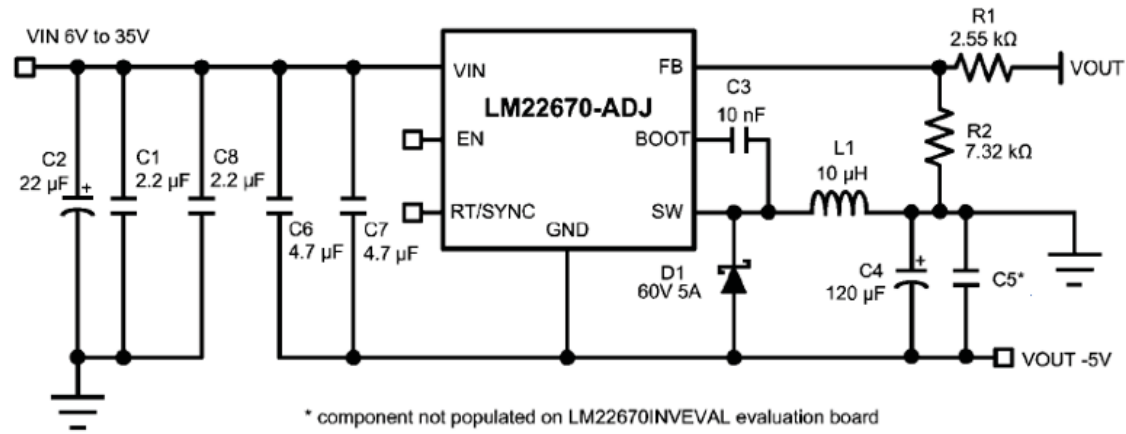 VIN 6V to 35V
R1
2.55 kΩ
VIN
FB
VOUT
C3
10 nF
LM22670-ADJ
EN
BOOT
R2
7.32 kΩ
C2
22 µF
+
C1
2.2 µF
C8
2.2 µF
L1
10 µH
RT/SYNC
SW
GND
C6
4.7 µF
C7
4.7 µF
D1
60V 5A
C4
120 µF
+
C5*
VOUT -5V
* component not populated on LM22670INVEVAL evaluation board